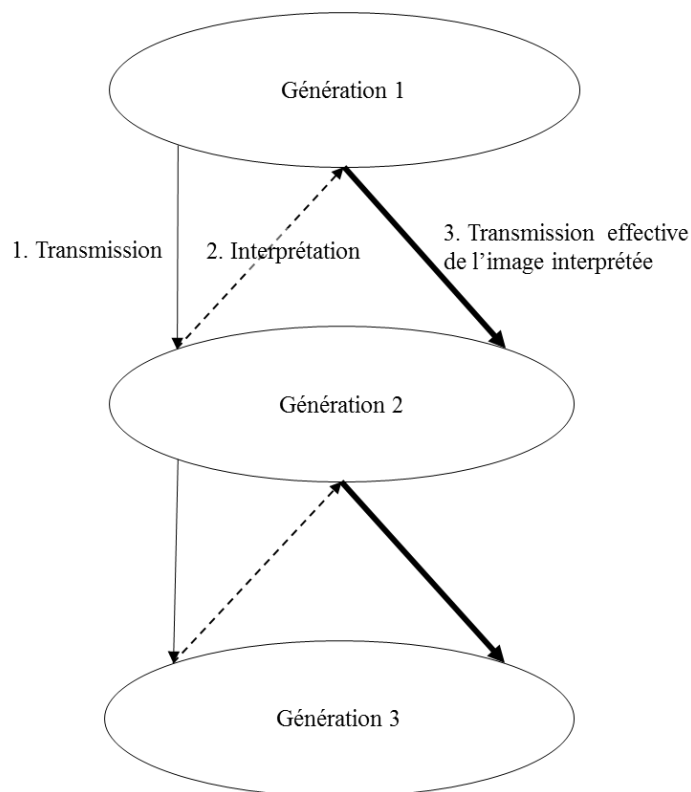 Génération 1
1. Transmission
2. Interprétation
3. Transmission effective
de l'image interprétée
Génération 2
Génération 3